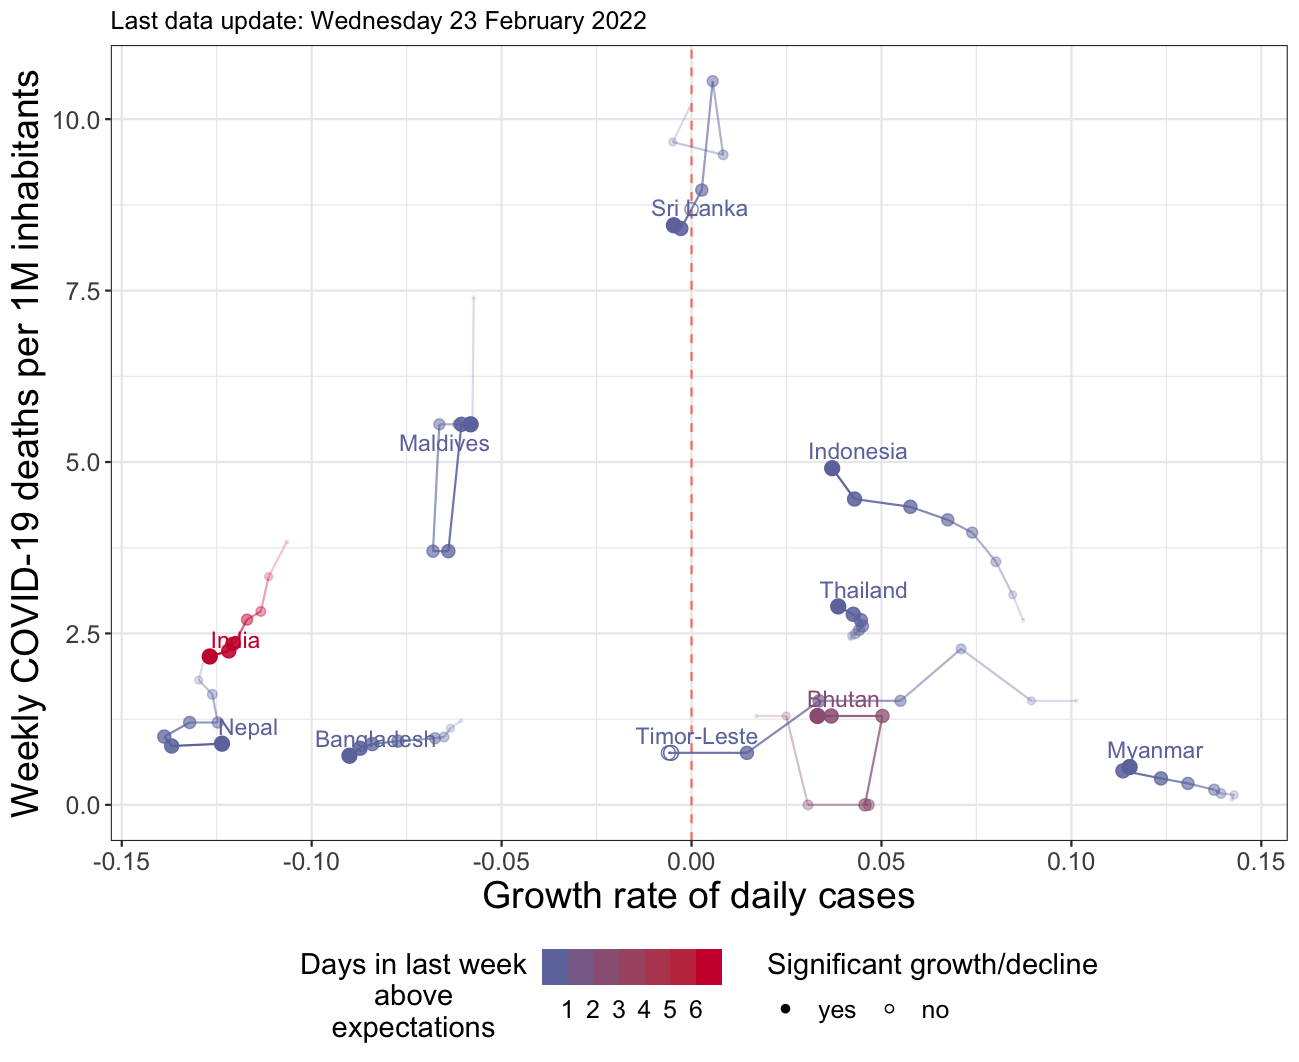 Last data update: Wednesday 23 February 2022
Weekly COVID-19 deaths per 1M inhabitants
10.0
7.5
5.0
2.5
0.0
Sri Lanka
Maldives
Indonesia
Thailand
India
Bhutan
Nepal
Bangladesh
Timor-Leste
Myanmar
-0.15 -0.10 -0.05 0.00 0.05 0.10 0.15
Growth rate of daily cases
Days in last week
above
expectations
1 2 3 4 5 6
Significant growth/decline
yes no